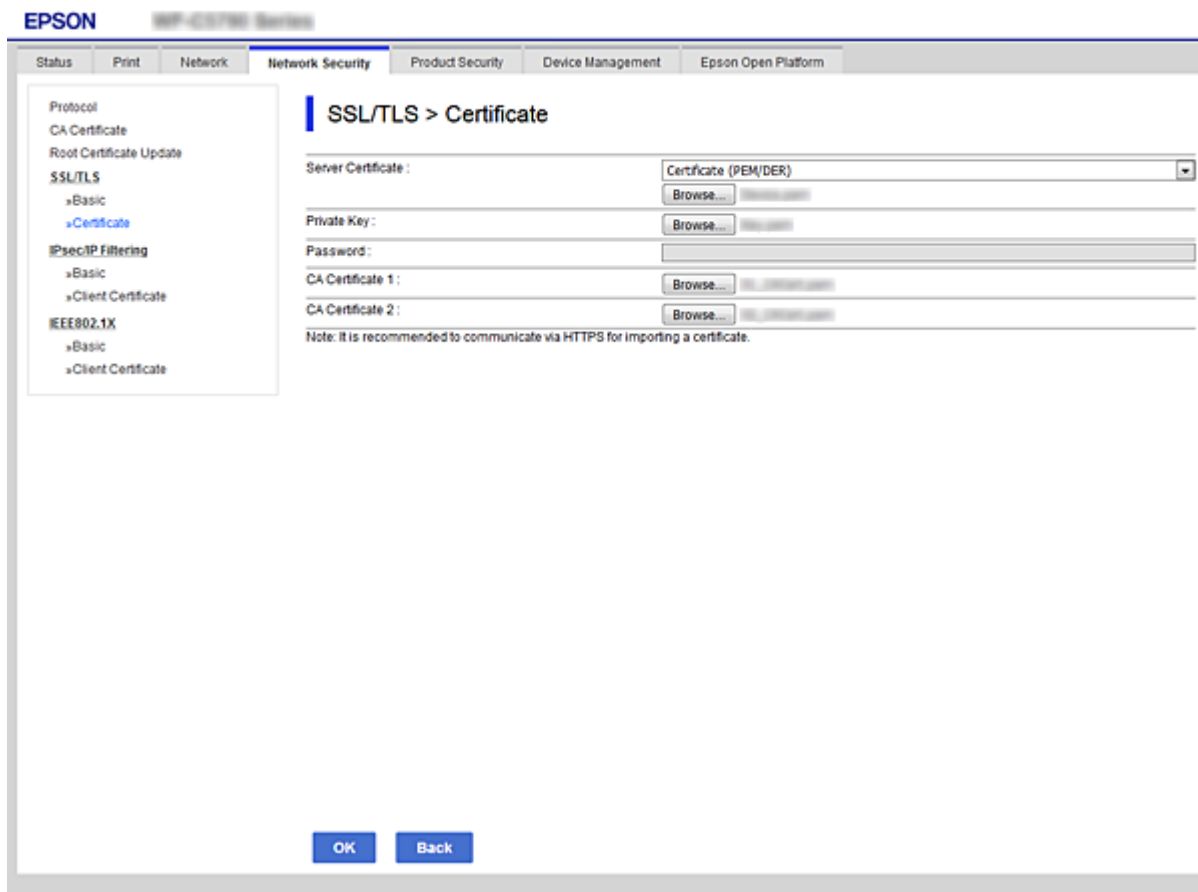 EPSON
Status Print Network Network Security Product Security Device Management Epson Open Platform
Protocol
CA Certificate
Root Certificate Update
SSL/TLS
»Basic
»Certificate
IPsec/IP Filtering
»Basic
»Client Certificate
IEEE802.1X
»Basic
»Client Certificate
SSL/TLS > Certificate
Server Certificate : Certificate (PEM/DER)
Browse...
Private Key : Browse...
Password :
CA Certificate 1 : Browse...
CA Certificate 2 : Browse...
Note: It is recommended to communicate via HTTPS for importing a certificate.
OK Back